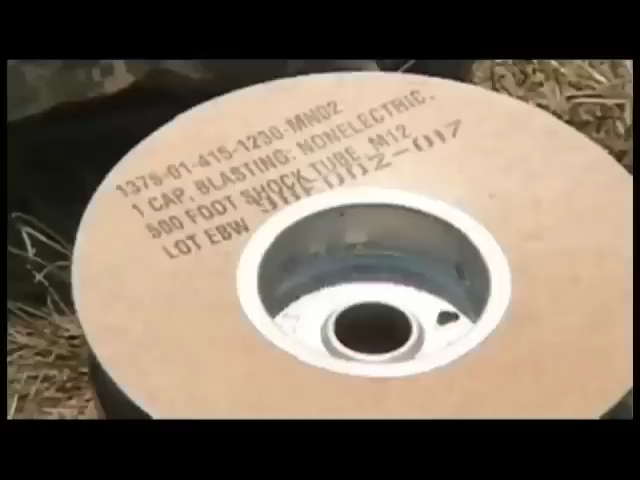 1375-01-415-1230-MN02
1 CAP, BLASTING: NONELECTRIC.
500 FOOT SHOCK TUBE, M12
LOT EBW